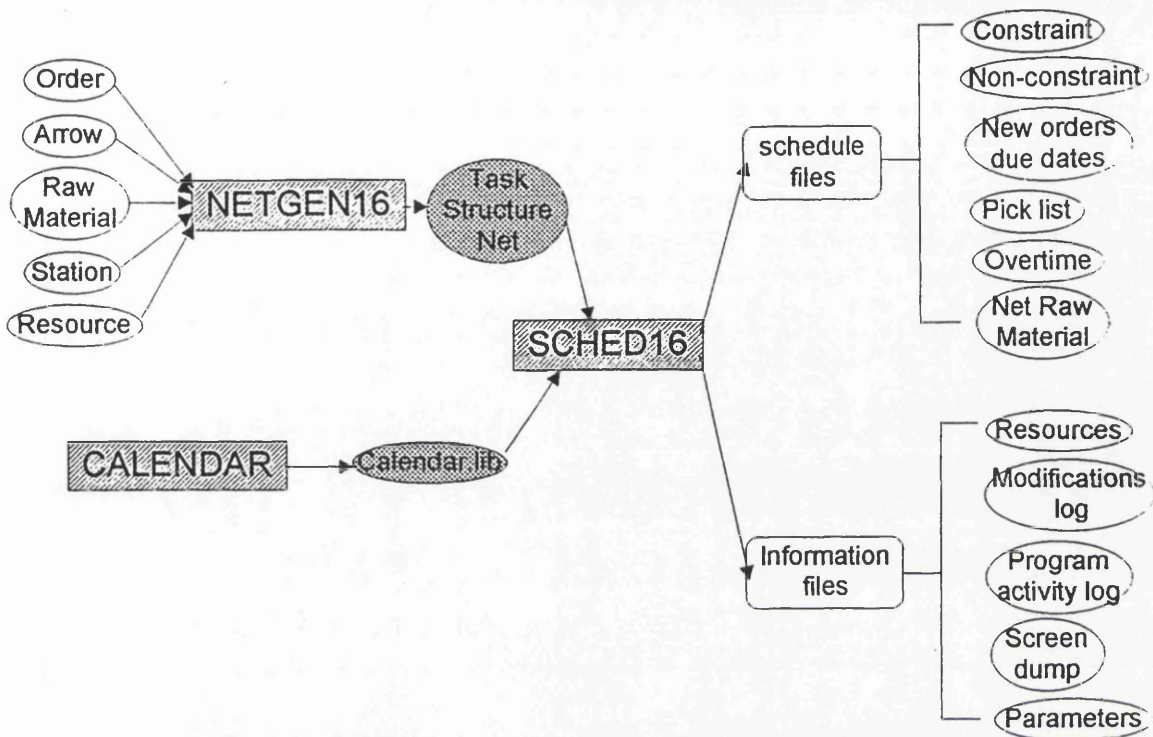 Order
Arrow
Raw
Material
Station
Resource
NETGEN16
Task
Structure
Net
CALENDAR
Calendar.lib
SCHED16
schedule
files
Constraint
Non-constraint
New orders
due dates
Pick list
Overtime
Net Raw
Material
Information
files
Resources
Modifications
log
Program
activity log
Screen
dump
Parameters